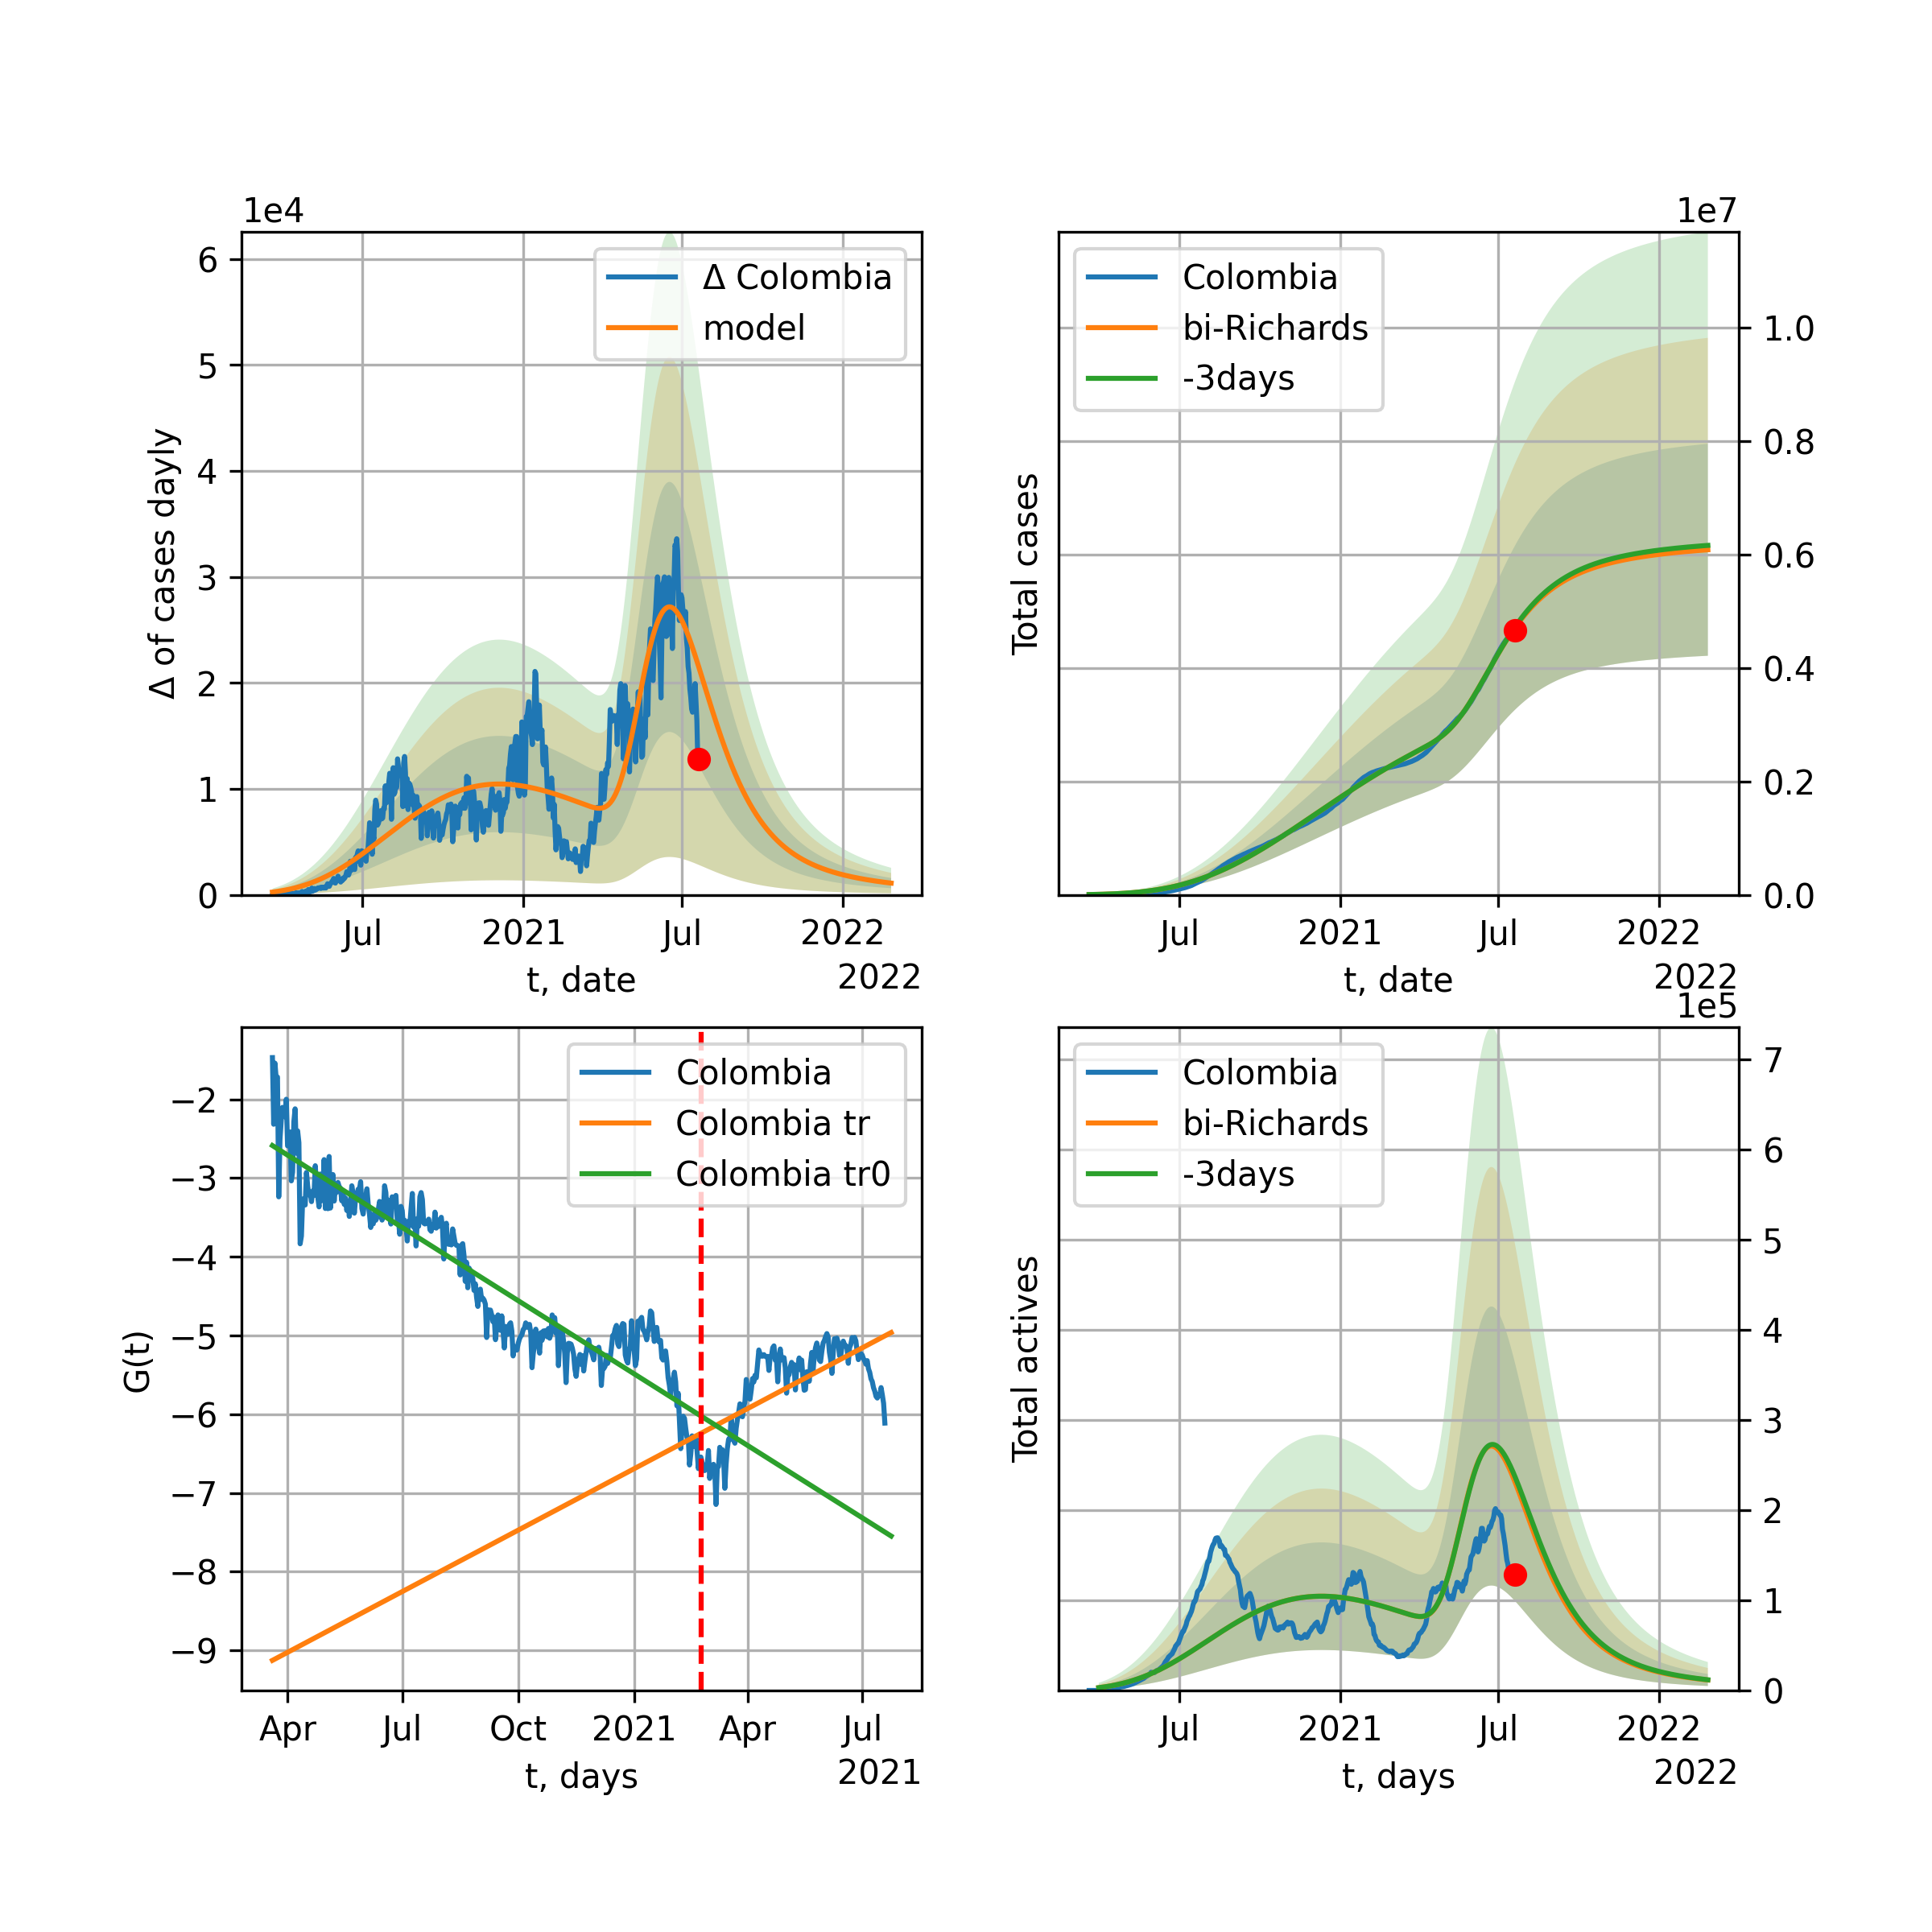 1e4
6
5
4
3
2
1
0
Δ of cases dayly
Δ Colombia
model
Jul
2021
Jul
2022
t, date
2022
1e7
Colombia
bi-Richards
-3days
Total cases
1.0
0.8
0.6
0.4
0.2
0.0
Jul
2021
Jul
2022
t, date
2022
−2
−3
−4
−5
−6
−7
−8
−9
G(t)
Colombia
Colombia tr
Colombia tr0
Apr
Jul
Oct
2021
Apr
Jul
t, days
2021
1e5
Colombia
bi-Richards
-3days
Total actives
7
6
5
4
3
2
1
0
Jul
2021
Jul
2022
t, days
2022